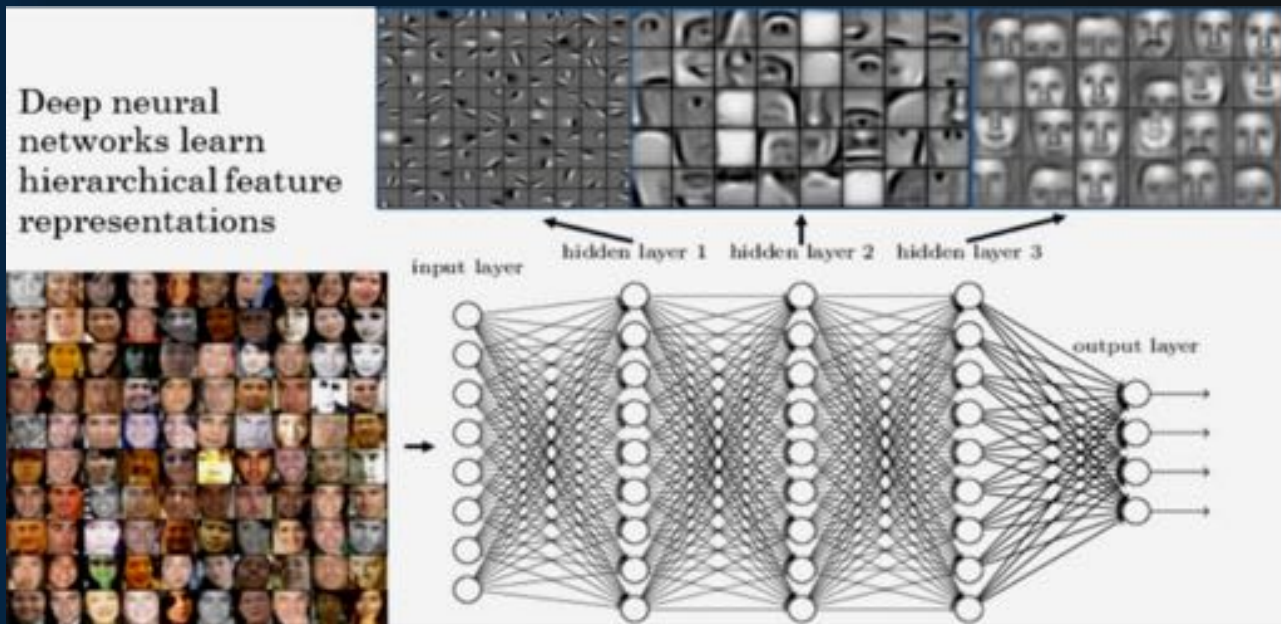 Deep neural
networks learn
hierarchical feature
representations
input layer
hidden layer 1
hidden layer 2
hidden layer 3
output layer